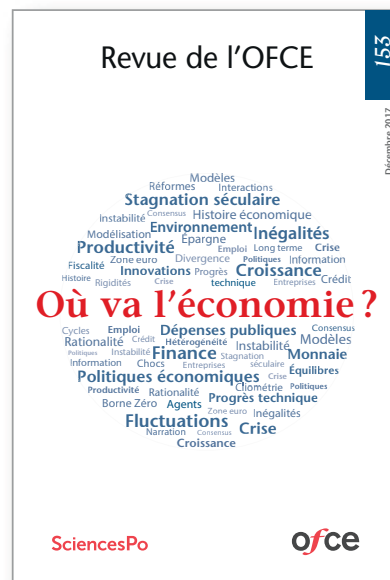 Revue de l'OFCE
153
Décembre 2017
Modèles
Réformes Interactions
Stagnation séculaire
Instabilité Consensus Histoire économique
Environnement
Modélisation Épargne Inégalités
Productivité Emploi Long terme Crise
Fiscalité Zone euro Divergence Politiques Information
Innovations Progrès Croissance
Histoire Rigidités Crise technique Entreprises Crédit
Où va l'économie ?
Cycles Emploi Dépenses publiques Consensus
Rationalité Crédit Hétérogénéité Instabilité Modèles
Politiques Instabilité Finance Stagnation Monnaie
Information Chocs Entreprises séculaire Équilibres
Politiques économiques Crise
Productivité Rationalité Cliométrie Politiques
Borne Zéro Agents Progrès technique
Zone euro Inégalités
Fluctuations Crise
Narration Consensus
Croissance
SciencesPo
ofce